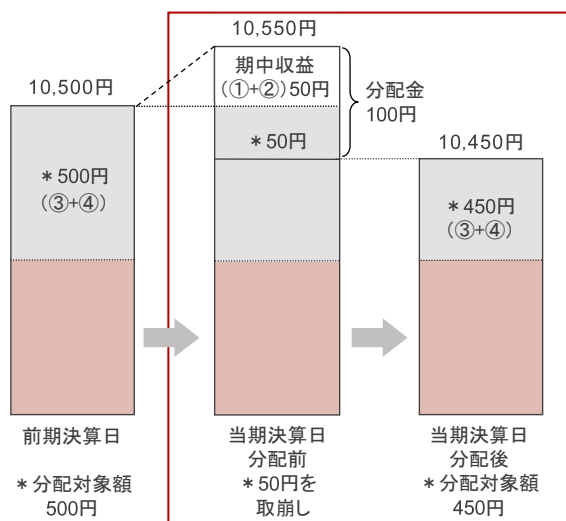 10,500円
＊500円
(③+④)
前期決算日
＊分配対象額
500円
10,550円
期中収益
(①+②)50円
＊50円
分配金
100円
当期決算日
分配前
＊50円を
取崩し
10,450円
＊450円
(③+④)
当期決算日
分配後
＊分配対象額
450円